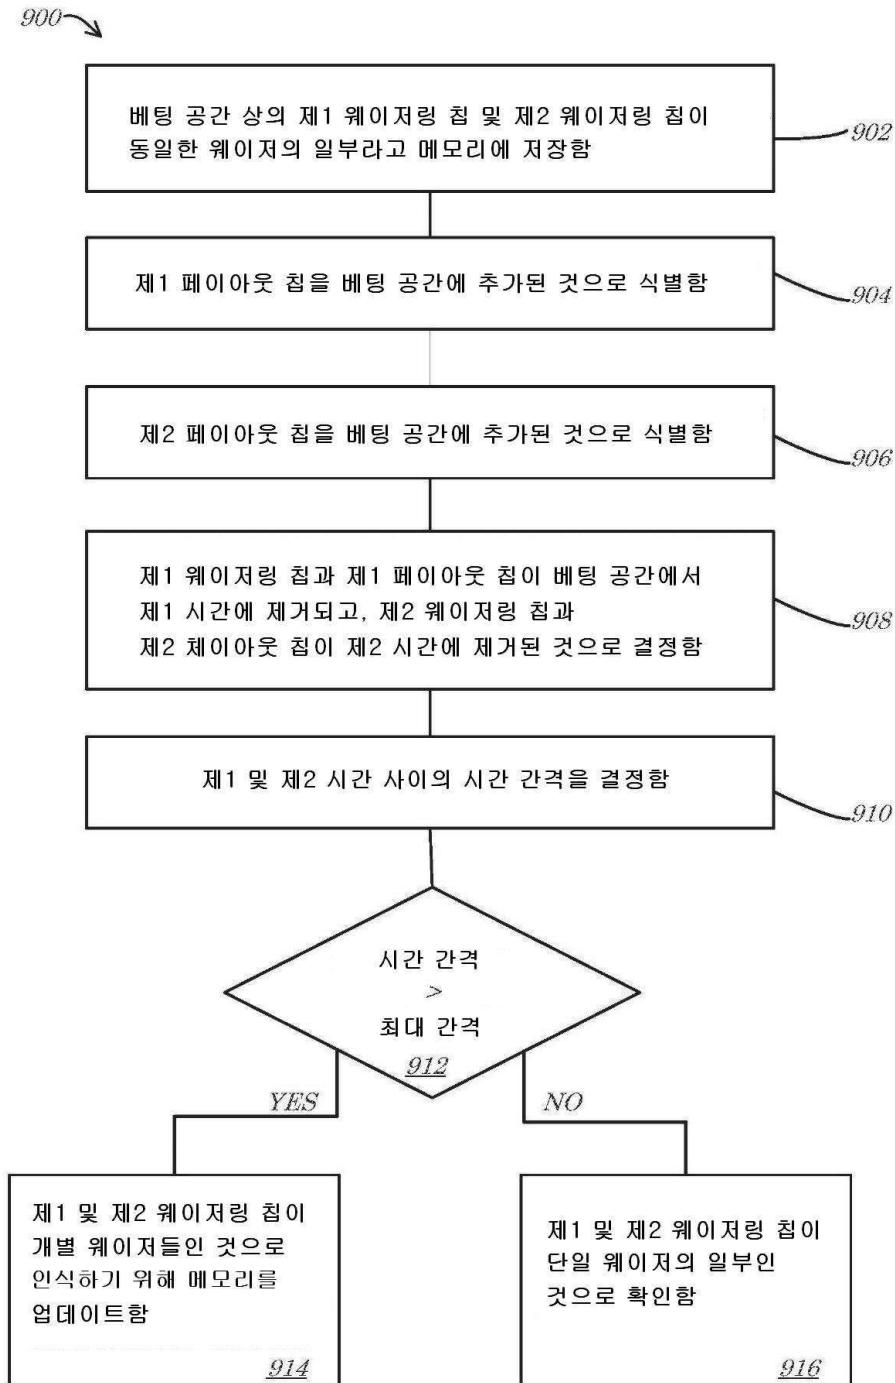 900
베팅 공간 상의 제1 웨이저링 칩 및 제2 웨이저링 칩이
동일한 웨이저의 일부라고 메모리에 저장함
902
제1 페이아웃 칩을 베팅 공간에 추가된 것으로 식별함
904
제2 페이아웃 칩을 베팅 공간에 추가된 것으로 식별함
906
제1 웨이저링 칩과 제1 페이아웃 칩이 베팅 공간에서
제1 시간에 제거되고, 제2 웨이저링 칩과
제2 체이아웃 칩이 제2 시간에 제거된 것으로 결정함
908
제1 및 제2 시간 사이의 시간 간격을 결정함
910
시간 간격
>
최대 간격
912
YES
NO
제1 및 제2 웨이저링 칩이
개별 웨이저들인 것으로
인식하기 위해 메모리를
업데이트함
914
제1 및 제2 웨이저링 칩이
단일 웨이저의 일부인
것으로 확인함
916